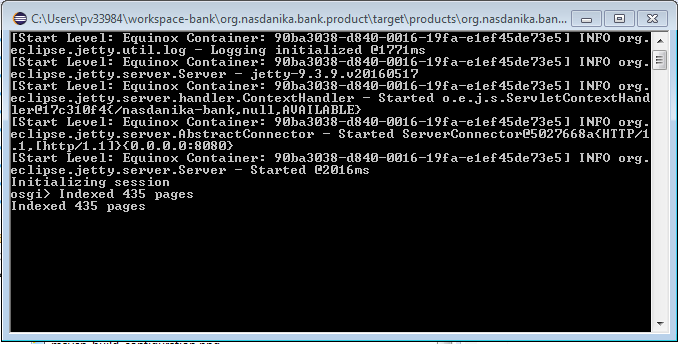 C:\Users\pv33984\workspace-bank\org.nasdanika.bank.product\target\products\org.nasdanika.ban...
[Start Level: Equinox Container: 90ba3038-d840-0016-19fa-e1ef45de73e5] INFO org.
eclipse.jetty.util.log - Logging initialized @1771ms
[Start Level: Equinox Container: 90ba3038-d840-0016-19fa-e1ef45de73e5] INFO org.
eclipse.jetty.server.Server - jetty-9.3.9.v20160517
[Start Level: Equinox Container: 90ba3038-d840-0016-19fa-e1ef45de73e5] INFO org.
eclipse.jetty.server.handler.ContextHandler - Started o.e.j.s.ServletContextHand
ler@17c310f4{/nasdanika-bank,null,AVAILABLE}
[Start Level: Equinox Container: 90ba3038-d840-0016-19fa-e1ef45de73e5] INFO org.
eclipse.jetty.server.AbstractConnector - Started ServerConnector@5027668a{HTTP/1
.1,[http/1.1]}{0.0.0.0:8080}
[Start Level: Equinox Container: 90ba3038-d840-0016-19fa-e1ef45de73e5] INFO org.
eclipse.jetty.server.Server - Started @2016ms
Initializing session
osgi> Indexed 435 pages
Indexed 435 pages